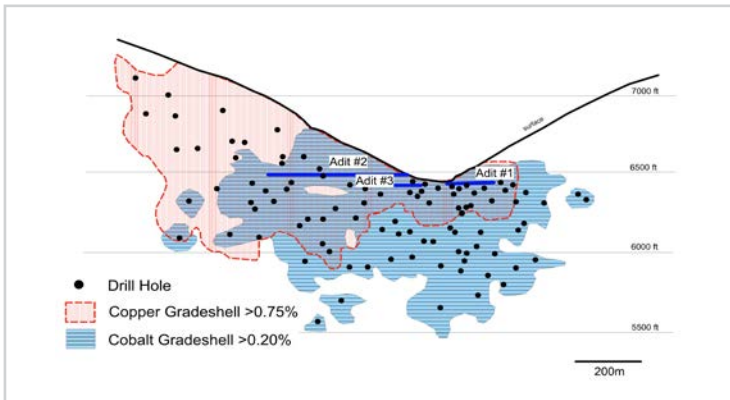 7000 ft
surface
Adit #2
6500 ft
Adit #1
Adit #3
6000 ft
Drill Hole
Copper Gradeshell >0.75%
5500 ft
Cobalt Gradeshell >0.20%
200m